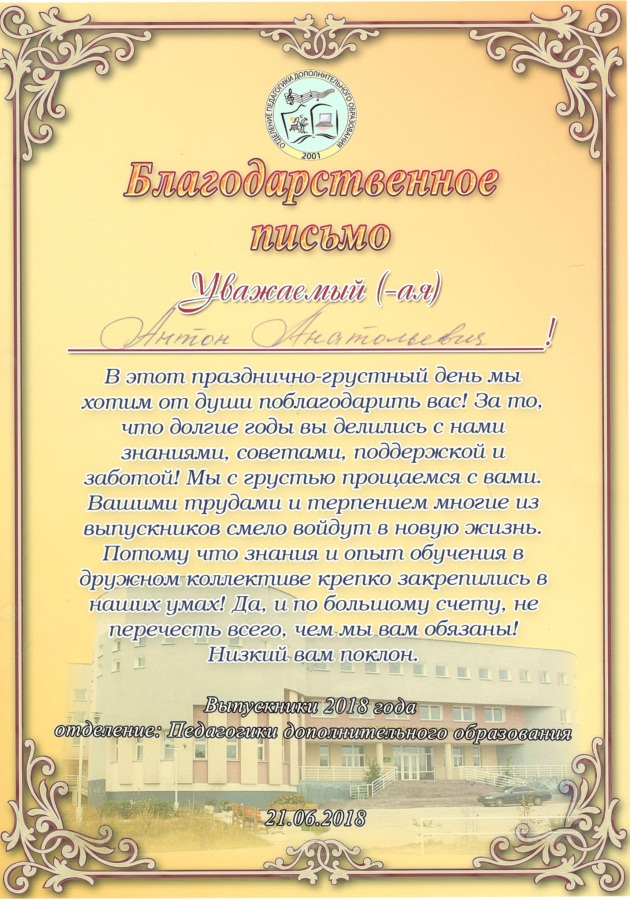 ОТДЕЛЕНИЕ ПЕДАГОГИКИ ДОПОЛНИТЕЛЬНОГО ОБРАЗОВАНИЯ
2001
Благодарственное
письмо
Уважаемый (-ая)
Антон Анатольевич!
В этот празднично-грустный день мы
хотим от души поблагодарить вас! За то,
что долгие годы вы делились с нами
знаниями, советами, поддержкой и
заботой! Мы с грустью прощаемся с вами.
Вашими трудами и терпением многие из
выпускников смело войдут в новую жизнь.
Потому что знания и опыт обучения в
дружном коллективе крепко закрепились в
наших умах! Да, и по большому счету, не
перечесть всего, чем мы вам обязаны!
Низкий вам поклон.
Выпускники 2018 года
отделение: Педагогики дополнительного образования
21.06.2018